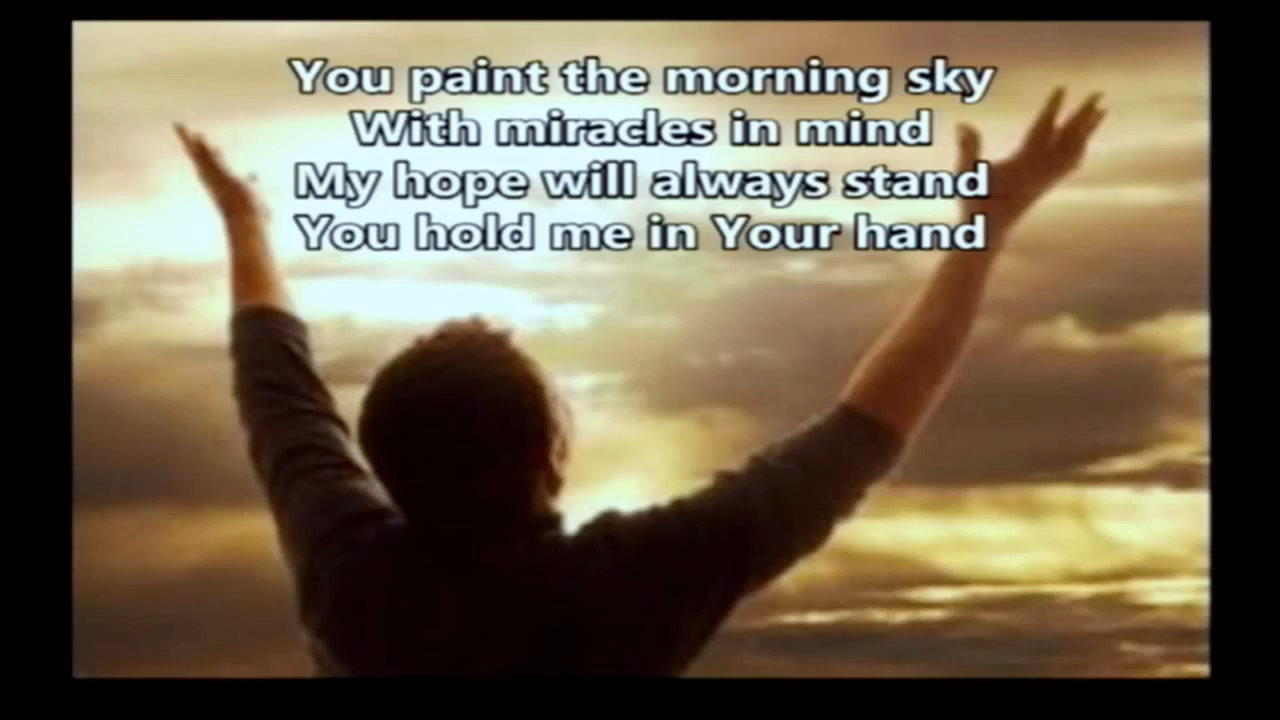 You paint the morning sky
With miracles in mind
My hope will always stand
You hold me in Your hand